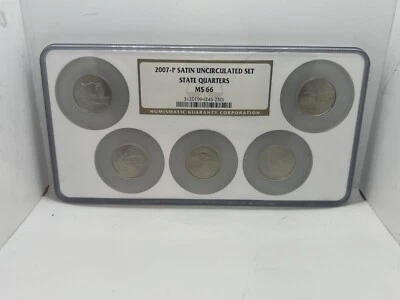 2007-P SATIN UNCIRCULATED SET
STATE QUARTERS
MS 66
NUMISMATIC GUARANTY CORPORATION